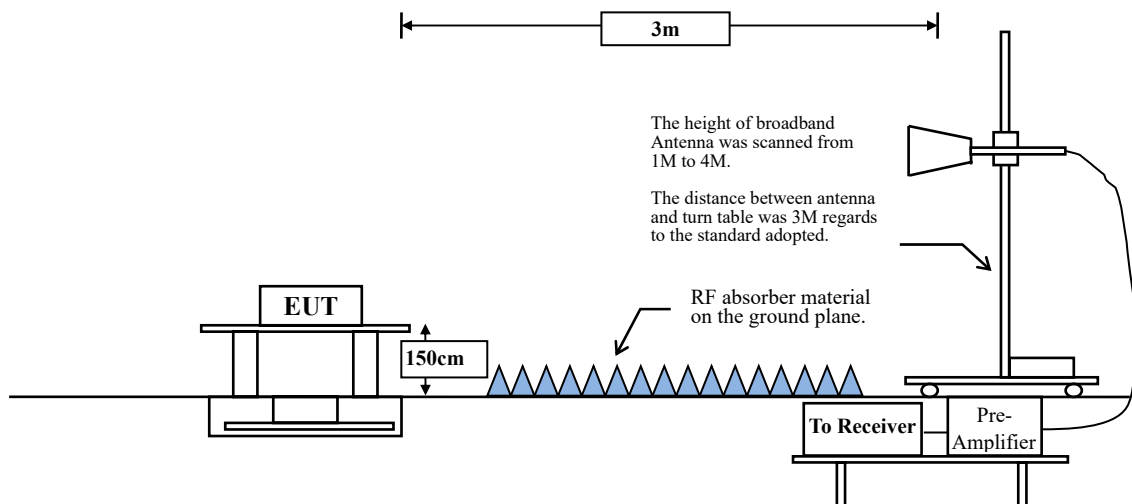 3m
The height of broadband
Antenna was scanned from
1M to 4M.
The distance between antenna
and turn table was 3M regards
to the standard adopted.
EUT
RF absorber material
on the ground plane.
150cm
To Receiver
Pre-
Amplifier